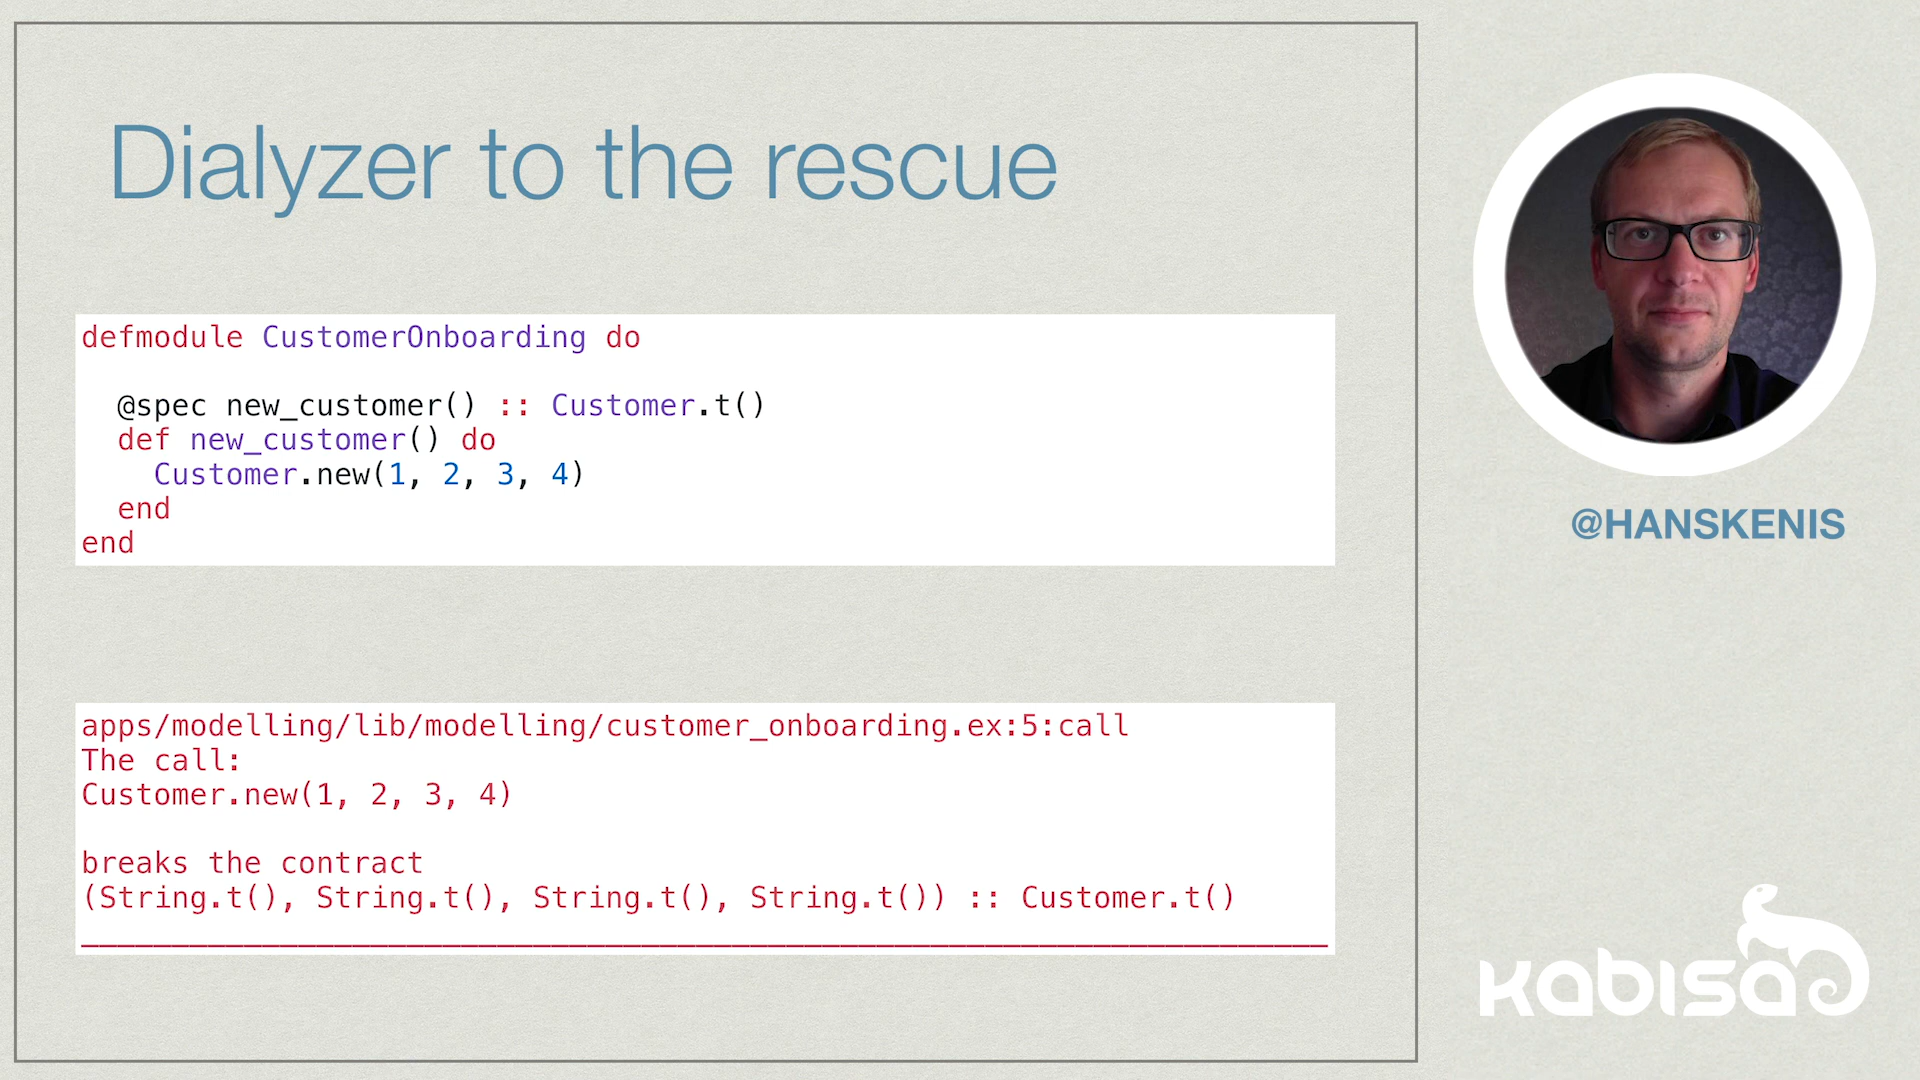 Dialyzer to the rescue
defmodule CustomerOnboarding do
  @spec new_customer() :: Customer.t()
  def new_customer() do
    Customer.new(1, 2, 3, 4)
  end
end
apps/modelling/lib/modelling/customer_onboarding.ex:5:call
The call:
Customer.new(1, 2, 3, 4)
breaks the contract
(String.t(), String.t(), String.t(), String.t()) :: Customer.t()
@HANSKENIS
kabisa